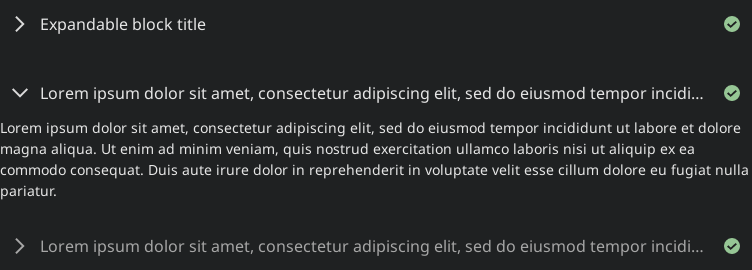 Expandable block title
Lorem ipsum dolor sit amet, consectetur adipiscing elit, sed do eiusmod tempor incidi...
Lorem ipsum dolor sit amet, consectetur adipiscing elit, sed do eiusmod tempor incididunt ut labore et dolore
magna aliqua. Ut enim ad minim veniam, quis nostrud exercitation ullamco laboris nisi ut aliquip ex ea
commodo consequat. Duis aute irure dolor in reprehenderit in voluptate velit esse cillum dolore eu fugiat nulla
pariatur.
Lorem ipsum dolor sit amet, consectetur adipiscing elit, sed do eiusmod tempor incidi...